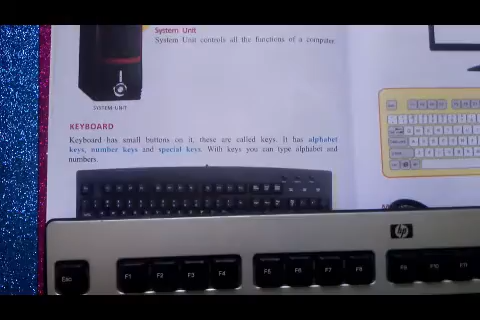 System Unit
System Unit controls all the functions of a computer
SYSTEM UNIT
KEYBOARD
Keyboard has small buttons on it, these are called keys. It has alphabet
keys, number keys and special keys. With keys you can type alphabet and
numbers.
hp
Esc F1 F2 F3 F4 F5 F6 F7 F8 F9 F10 F11